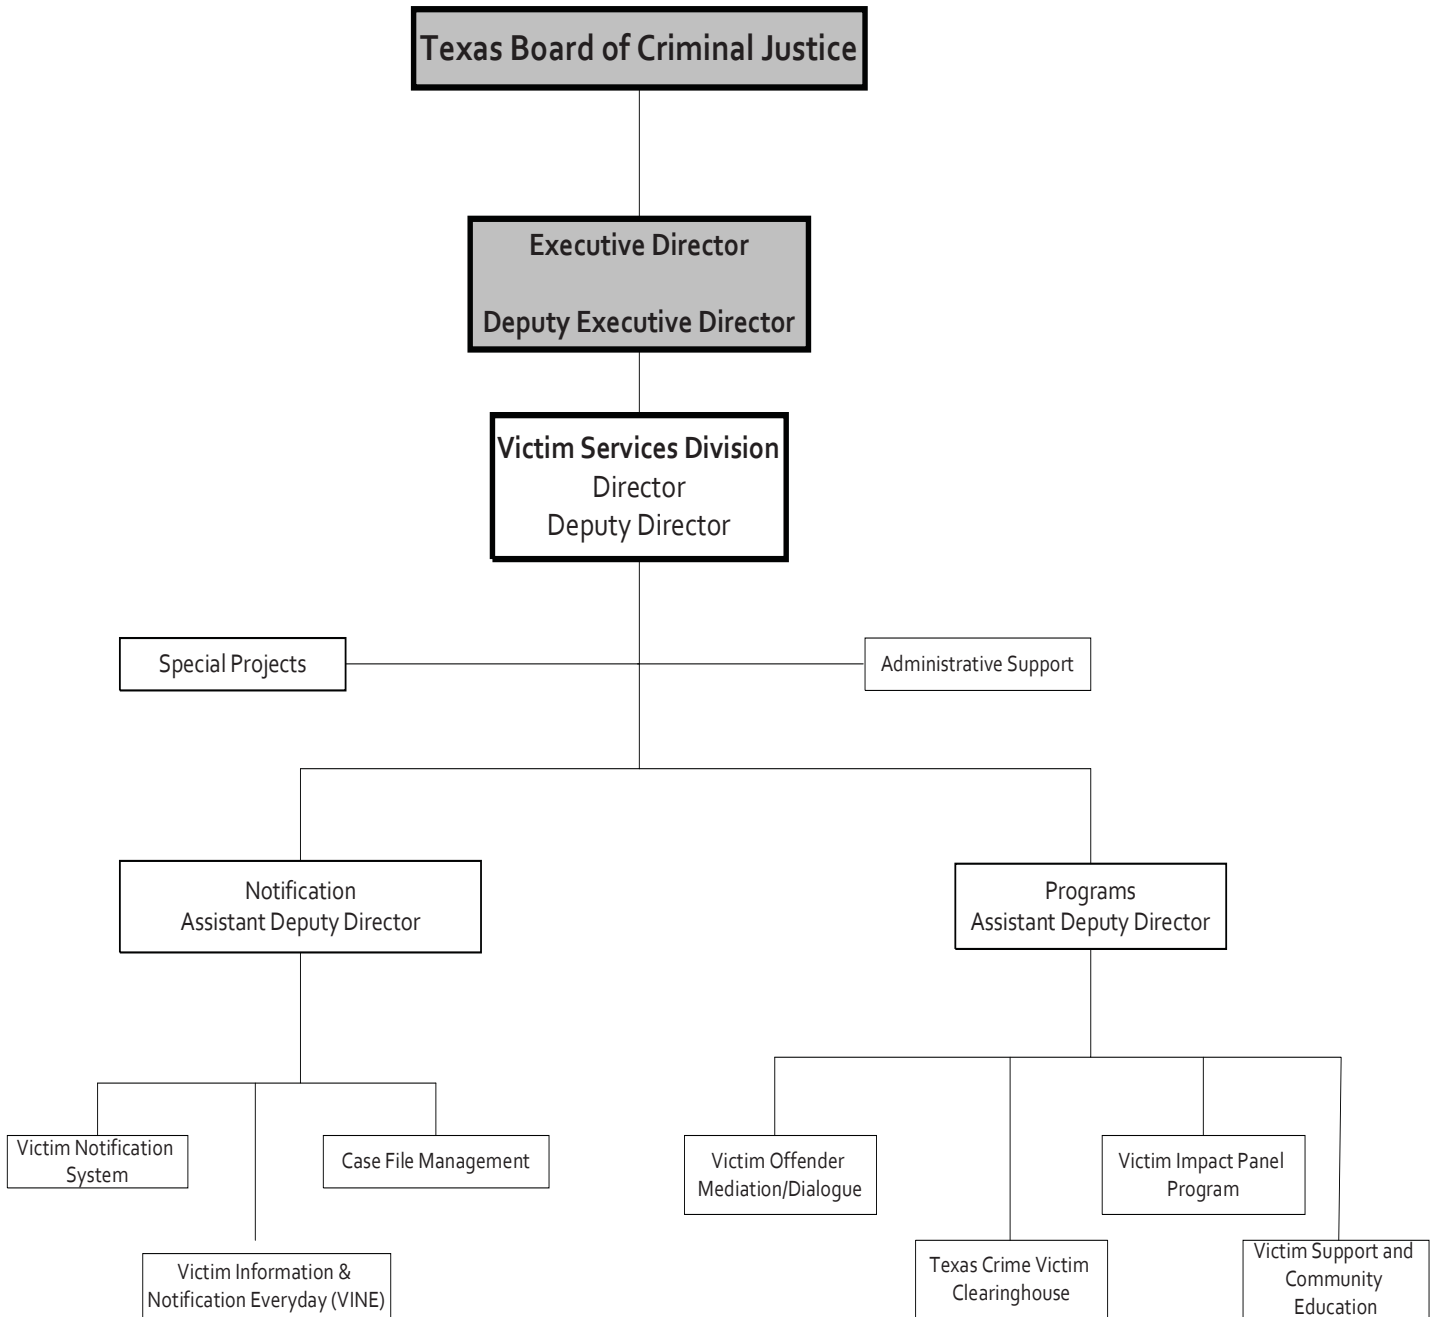 Texas Board of Criminal Justice
Executive Director
Deputy Executive Director
Victim Services Division
Director
Deputy Director
Special Projects
Administrative Support
Notification
Assistant Deputy Director
Programs
Assistant Deputy Director
Victim Notification
System
Case File Management
Victim Offender
Mediation/Dialogue
Victim Impact Panel
Program
Victim Information &
Notification Everyday (VINE)
Texas Crime Victim
Clearinghouse
Victim Support and
Community
Education